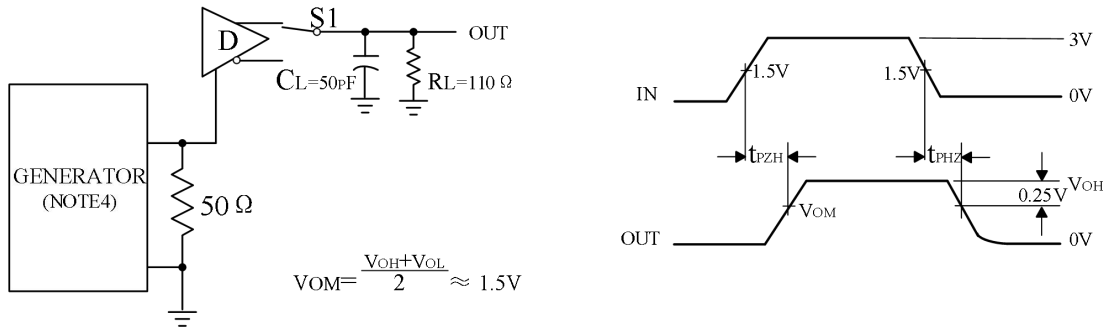 S1
D
OUT
CL=50PF
RL=110 Ω
GENERATOR
(NOTE4)
50 Ω
VOM=
VOH+VOL
2
≈ 1.5V
3V
1.5V
1.5V
IN
0V
tPZH
tPHZ
VOH
0.25V
VOM
OUT
0V